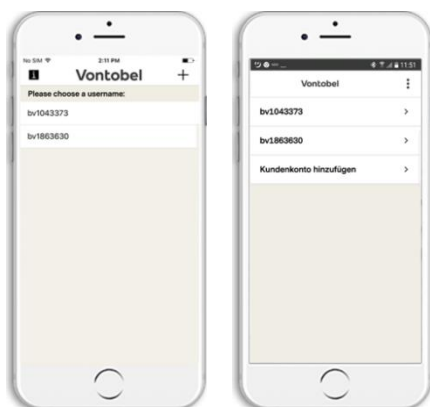 No SIM 2:11 PM
Vontobel +
Please choose a username:
bv1043373
bv1863630
11:51
Vontobel
bv1043373 >
bv1863630 >
Kundenkonto hinzufügen >